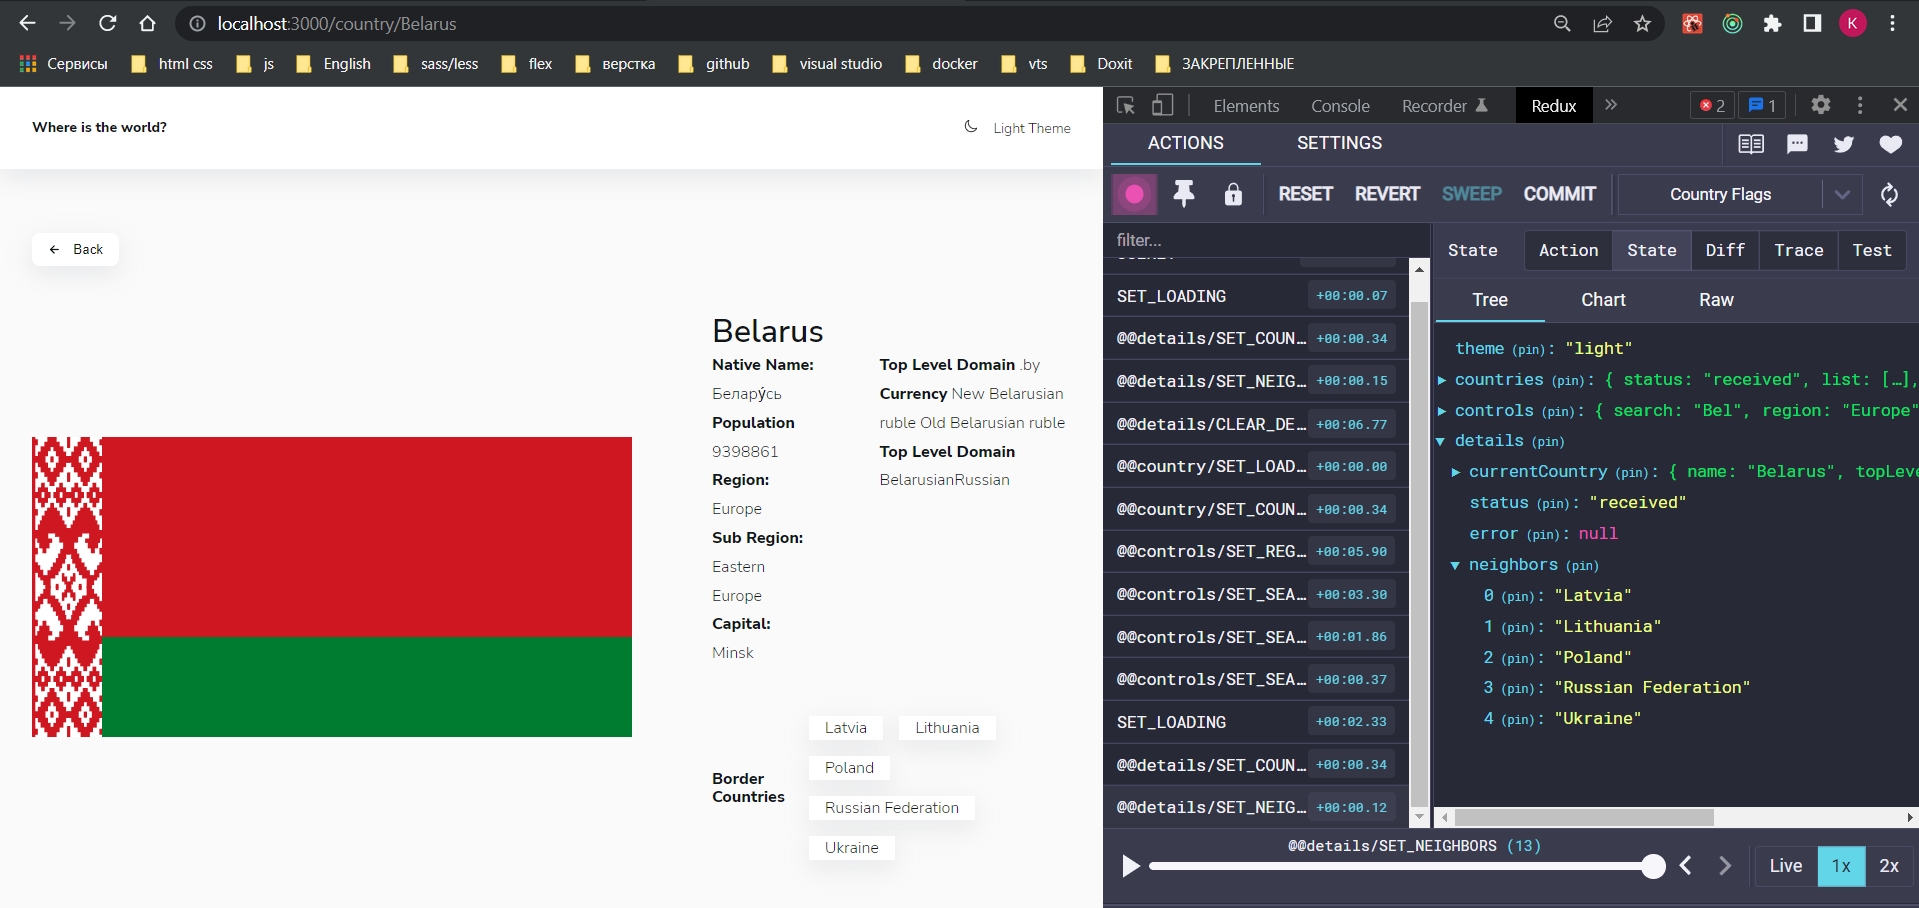 localhost:3000/country/Belarus
K
Сервисы
html css
js
English
sass/less
flex
верстка
github
visual studio
docker
vts
Doxit
ЗАКРЕПЛЕННЫЕ
Where is the world?
Light Theme
Back
Belarus
Native Name:
Белару́сь
Population
9398861
Region:
Europe
Sub Region:
Eastern
Europe
Capital:
Minsk
Top Level Domain .by
Currency New Belarusian
ruble Old Belarusian ruble
Top Level Domain
BelarusianRussian
Border
Countries
Latvia
Lithuania
Poland
Russian Federation
Ukraine
Elements
Console
Recorder
Redux
2
1
ACTIONS
SETTINGS
RESET
REVERT
SWEEP
COMMIT
Country Flags
filter...
SET_LOADING +00:00.07
@@details/SET_COUN… +00:00.34
@@details/SET_NEIG… +00:00.15
@@details/CLEAR_DE… +00:06.77
@@country/SET_LOAD… +00:00.00
@@country/SET_COUN… +00:00.34
@@controls/SET_REG… +00:05.90
@@controls/SET_SEA… +00:03.30
@@controls/SET_SEA… +00:01.86
@@controls/SET_SEA… +00:00.37
SET_LOADING +00:02.33
@@details/SET_COUN… +00:00.34
@@details/SET_NEIG… +00:00.12
State
Action
State
Diff
Trace
Test
Tree
Chart
Raw
theme (pin): "light"
countries (pin): { status: "received", list: […],
controls (pin): { search: "Bel", region: "Europe"
details (pin)
currentCountry (pin): { name: "Belarus", topLeve
status (pin): "received"
error (pin): null
neighbors (pin)
0 (pin): "Latvia"
1 (pin): "Lithuania"
2 (pin): "Poland"
3 (pin): "Russian Federation"
4 (pin): "Ukraine"
@@details/SET_NEIGHBORS (13)
Live
1x
2x